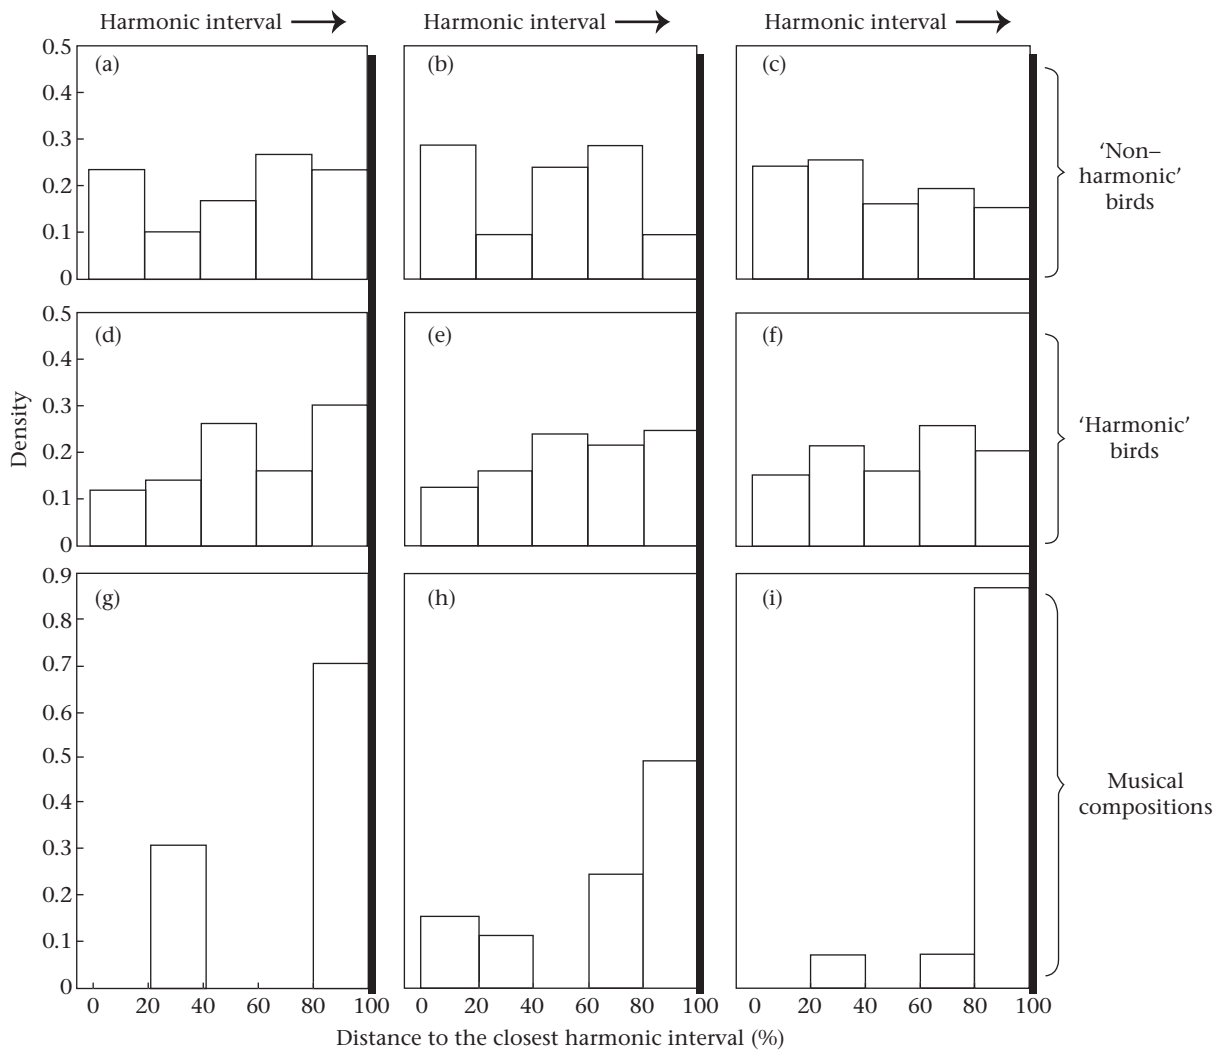 Harmonic interval
Harmonic interval
Harmonic interval
0.5
0.4
0.3
0.2
0.1
0
(a)
(b)
(c)
‘Non–
harmonic’
birds
0.5
0.4
0.3
0.2
0.1
0
(d)
(e)
(f)
‘Harmonic’
birds
Density
0.9
0.8
0.7
0.6
0.5
0.4
0.3
0.2
0.1
0
(g)
(h)
(i)
Musical
compositions
0 20 40 60 80 100
0 20 40 60 80 100
0 20 40 60 80 100
Distance to the closest harmonic interval (%)